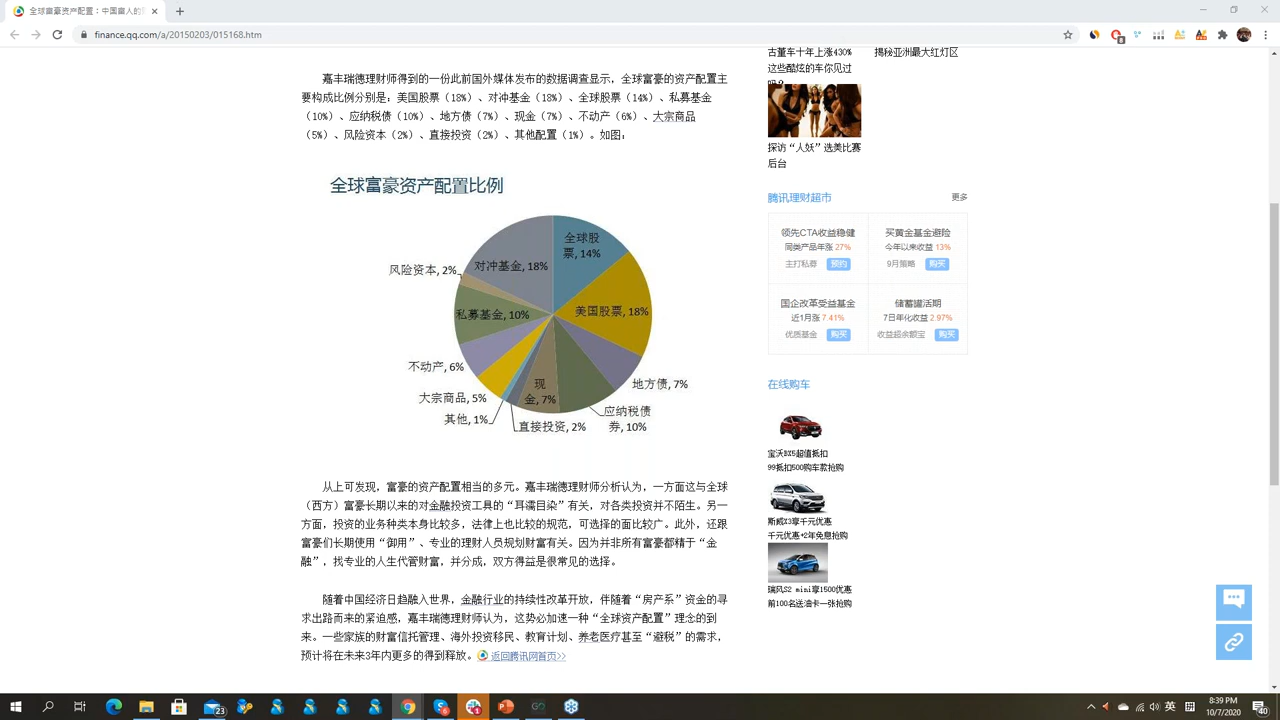 全球富豪资产配置：中国富人的
finance.qq.com/a/20150203/015168.htm
嘉丰瑞德理财师得到的一份此前国外媒体发布的数据调查显示，全球富豪的资产配置主
要构成比例分别是：美国股票（18%）、对冲基金（18%）、全球股票（14%）、私募基金
（10%）、应纳税债（10%）、地方债（7%）、现金（7%）、不动产（6%）、大宗商品
（5%）、风险资本（2%）、直接投资（2%）、其他配置（1%）。如图：
全球富豪资产配置比例
全球股
票, 14%
对冲基金, 18%
风险资本, 2%
美国股票, 18%
私募基金, 10%
不动产, 6%
地方债, 7%
现
金, 7%
大宗商品, 5%
应纳税债
券, 10%
其他, 1%
直接投资, 2%
从上可发现，富豪的资产配置相当的多元。嘉丰瑞德理财师分析认为，一方面这与全球
（西方）富豪长期以来的对金融投资工具的“耳濡目染”有关，对各类投资并不陌生。另一
方面，投资的业务种类本身比较多，法律上也比较的规范，可选择的面比较广。此外，还跟
富豪们长期使用“御用”、专业的理财人员规划财富有关。因为并非所有富豪都精于“金
融”，找专业的人生代管财富，并分成，双方得益是很常见的选择。
随着中国经济日趋融入世界，金融行业的持续性改革开放，伴随着“房产系”资金的寻
求出路而来的紧迫感，嘉丰瑞德理财师认为，这势必加速一种“全球资产配置”理念的到
来。一些家族的财富信托管理、海外投资移民、教育计划、养老医疗甚至“避税”的需求，
预计将在未来3年内更多的得到释放。 返回腾讯网首页>>
古董车十年上涨430%
这些酷炫的车你见过
揭秘亚洲最大红灯区
探访“人妖”选美比赛
后台
腾讯理财超市
更多
领先CTA收益稳健
同类产品年涨 27%
主打私募 预约
买黄金基金避险
今年以来收益 13%
9月策略 购买
国企改革受益基金
近1月涨 7.41%
优质基金 购买
储蓄罐活期
7日年化收益 2.97%
收益超余额宝 购买
在线购车
宝沃BX5超值抵扣
99抵扣500购车款抢购
斯威X3享千元优惠
千元优惠+2年免息抢购
瑞风S2 mini享1500优惠
前100名送油卡一张抢购
23
英
8:39 PM
10/7/2020
40